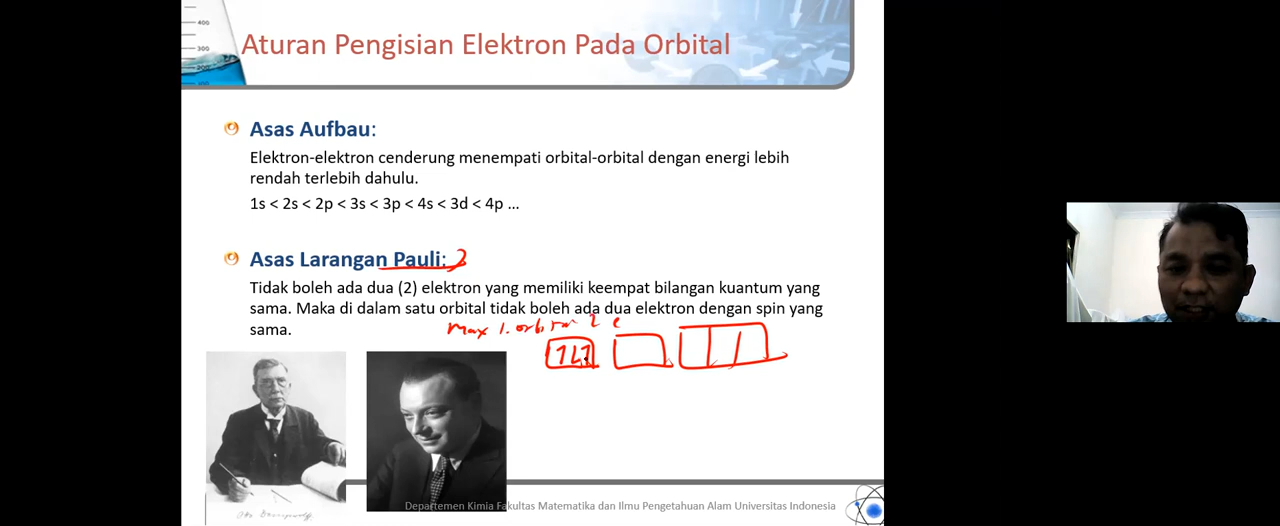 400
300
200
Aturan Pengisian Elektron Pada Orbital
Asas Aufbau:
Elektron-elektron cenderung menempati orbital-orbital dengan energi lebih
rendah terlebih dahulu.
1s < 2s < 2p < 3s < 3p < 4s < 3d < 4p ...
Asas Larangan Pauli:
Tidak boleh ada dua (2) elektron yang memiliki keempat bilangan kuantum yang
sama. Maka di dalam satu orbital tidak boleh ada dua elektron dengan spin yang
sama.
Max 1. orbital 2 e
Departemen Kimia Fakultas Matematika dan Ilmu Pengetahuan Alam Universitas Indonesia